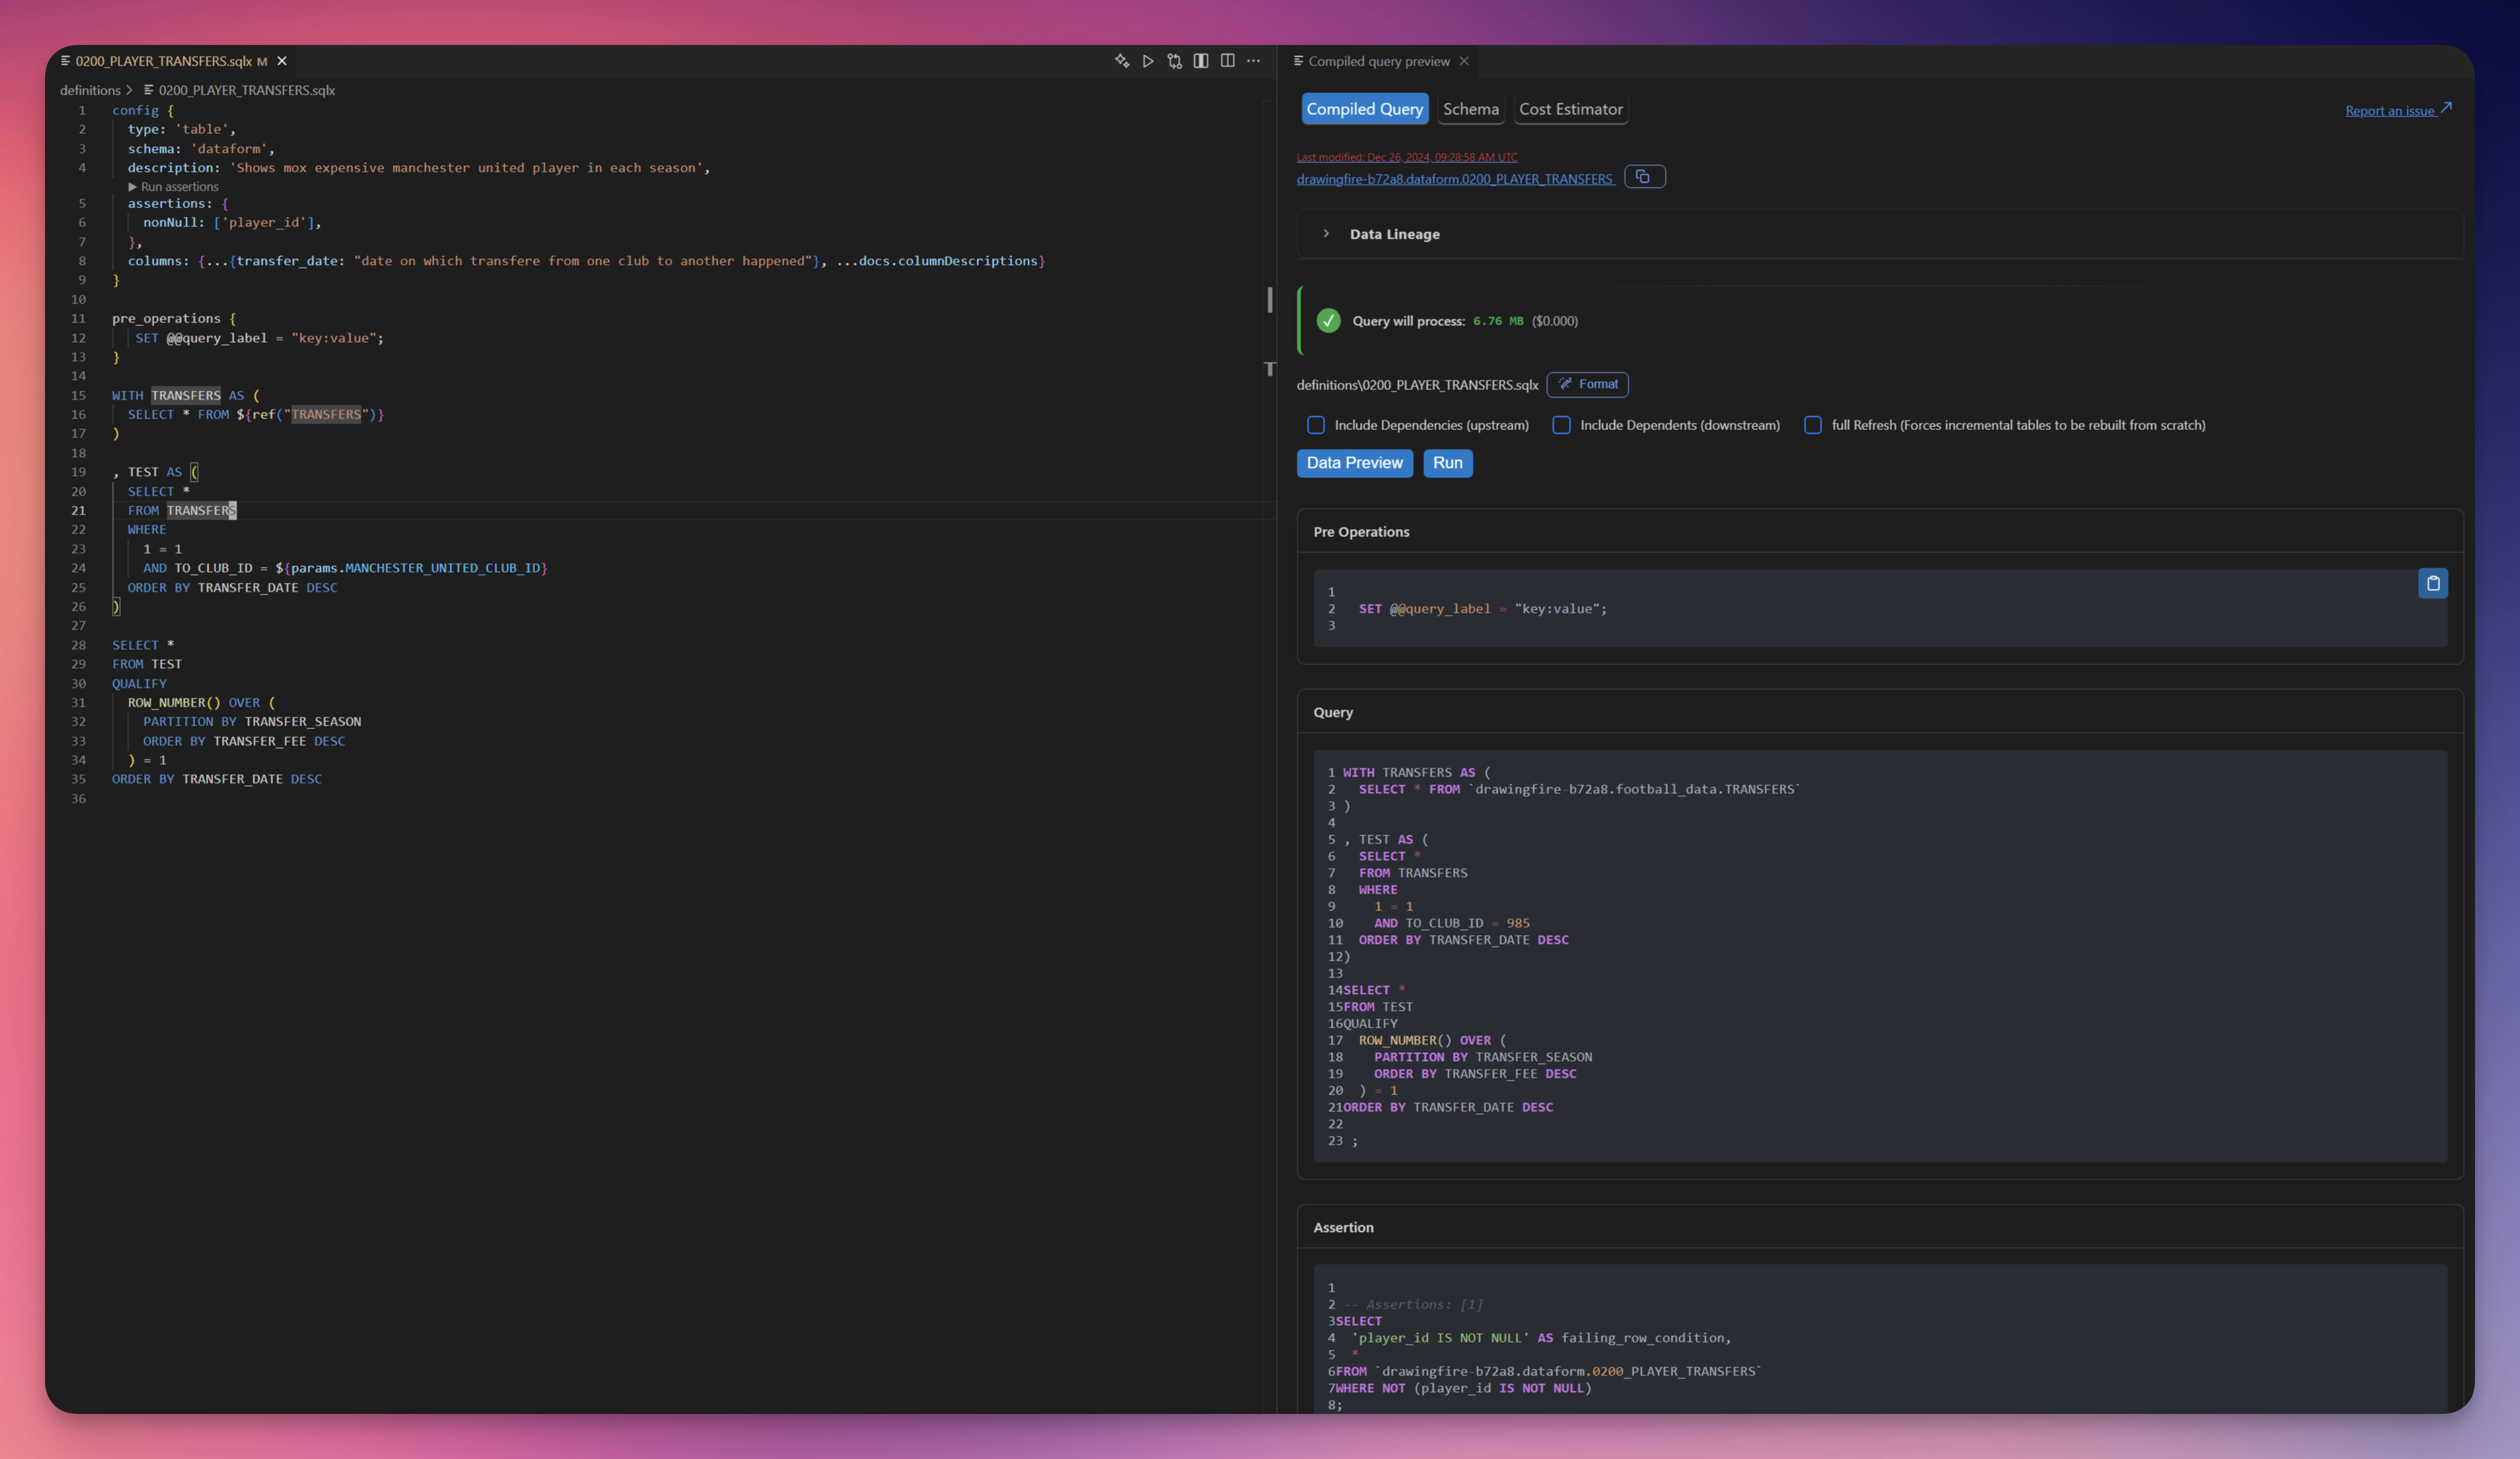 0200_PLAYER_TRANSFERS.sqlx M
definitions > 0200_PLAYER_TRANSFERS.sqlx
1 config {
2   type: 'table',
3   schema: 'dataform',
4   description: 'Shows mox expensive manchester united player in each season',
Run assertions
5   assertions: {
6     nonNull: ['player_id'],
7   },
8   columns: {...{transfer_date: "date on which transfere from one club to another happened"}, ...docs.columnDescriptions}
9 }
10
11 pre_operations {
12    SET @@query_label = "key:value";
13 }
14
15 WITH TRANSFERS AS (
16   SELECT * FROM ${ref("TRANSFERS")}
17 )
18
19 , TEST AS (
20   SELECT *
21   FROM TRANSFERS
22   WHERE
23     1 = 1
24     AND TO_CLUB_ID = ${params.MANCHESTER_UNITED_CLUB_ID}
25   ORDER BY TRANSFER_DATE DESC
26 )
27
28 SELECT *
29 FROM TEST
30 QUALIFY
31   ROW_NUMBER() OVER (
32     PARTITION BY TRANSFER_SEASON
33     ORDER BY TRANSFER_FEE DESC
34   ) = 1
35 ORDER BY TRANSFER_DATE DESC
36
Compiled query preview
Compiled Query Schema Cost Estimator
Report an issue
Last modified: Dec 26, 2024, 09:28:58 AM UTC
drawingfire-b72a8.dataform.0200_PLAYER_TRANSFERS
Data Lineage
Query will process: 6.76 MB ($0.000)
definitions\0200_PLAYER_TRANSFERS.sqlx Format
Include Dependencies (upstream) Include Dependents (downstream) full Refresh (Forces incremental tables to be rebuilt from scratch)
Data Preview Run
Pre Operations
1
2   SET @@query_label = "key:value";
3
Query
1 WITH TRANSFERS AS (
2   SELECT * FROM `drawingfire-b72a8.football_data.TRANSFERS`
3 )
4
5 , TEST AS (
6   SELECT *
7   FROM TRANSFERS
8   WHERE
9     1 = 1
10    AND TO_CLUB_ID = 985
11  ORDER BY TRANSFER_DATE DESC
12)
13
14SELECT *
15FROM TEST
16QUALIFY
17  ROW_NUMBER() OVER (
18    PARTITION BY TRANSFER_SEASON
19    ORDER BY TRANSFER_FEE DESC
20  ) = 1
21ORDER BY TRANSFER_DATE DESC
22
23 ;
Assertion
1
2 -- Assertions: [1]
3SELECT
4  'player_id IS NOT NULL' AS failing_row_condition,
5  *
6FROM `drawingfire-b72a8.dataform.0200_PLAYER_TRANSFERS`
7WHERE NOT (player_id IS NOT NULL)
8;